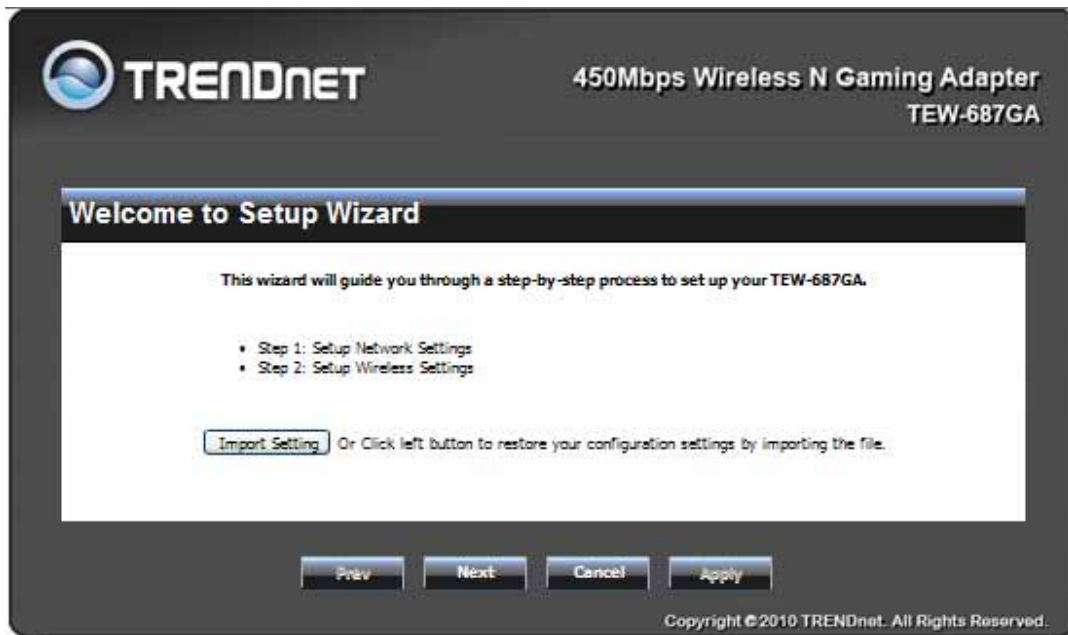 TRENDNET
450Mbps Wireless N Gaming Adapter
TEW-687GA
Welcome to Setup Wizard
This wizard will guide you through a step-by-step process to set up your TEW-687GA.
• Step 1: Setup Network Settings
• Step 2: Setup Wireless Settings
Import Setting Or Click left button to restore your configuration settings by importing the file.
Prev Next Cancel Apply
Copyright © 2010 TRENDnet. All Rights Reserved.